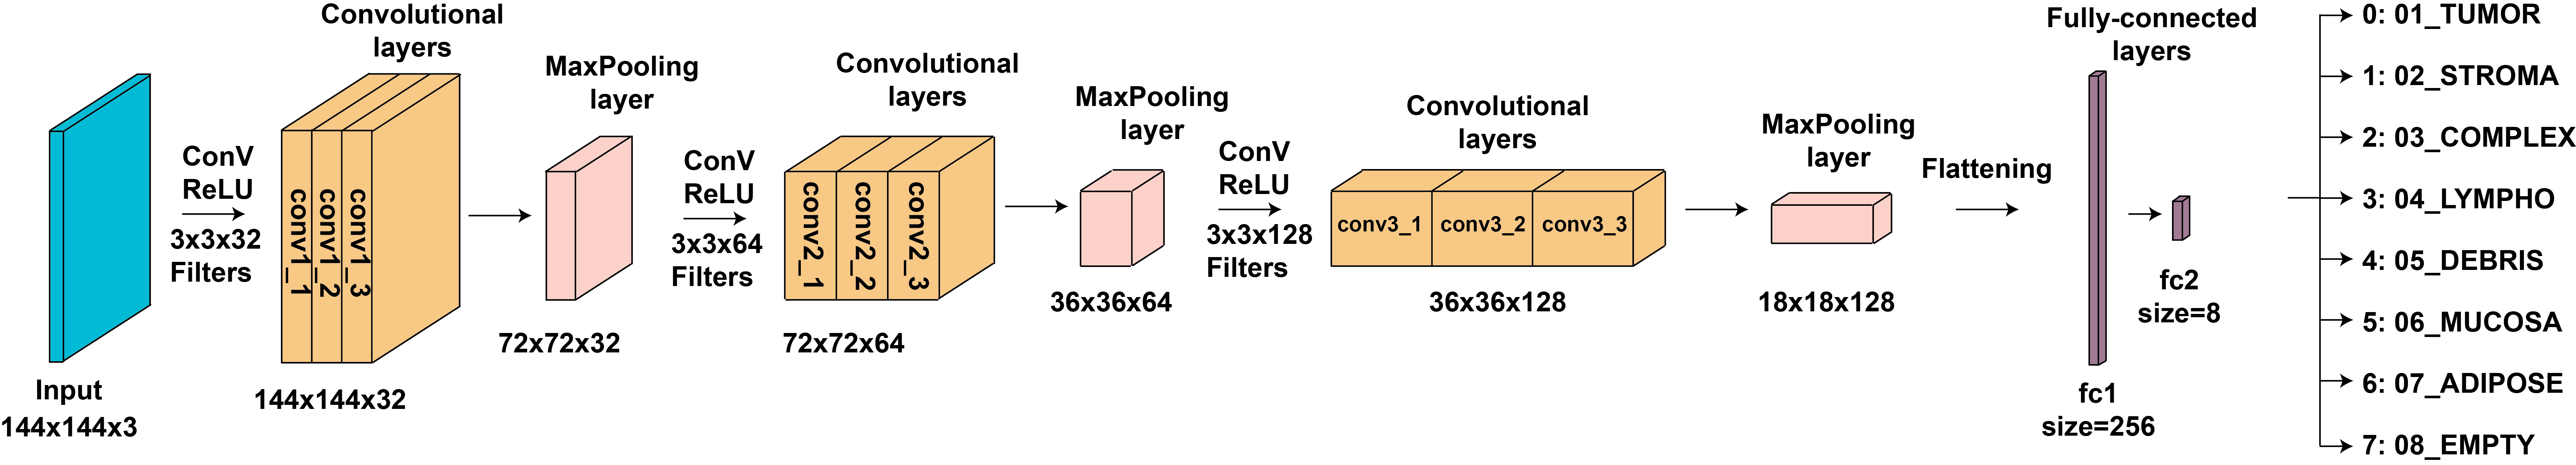 Input
144x144x3
ConV
ReLU
3x3x32
Filters
Convolutional
layers
conv1_1
conv1_2
conv1_3
144x144x32
MaxPooling
layer
72x72x32
ConV
ReLU
3x3x64
Filters
Convolutional
layers
conv2_1
conv2_2
conv2_3
72x72x64
MaxPooling
layer
36x36x64
ConV
ReLU
3x3x128
Filters
Convolutional
layers
conv3_1
conv3_2
conv3_3
36x36x128
MaxPooling
layer
18x18x128
Flattening
Fully-connected
layers
fc1
size=256
fc2
size=8
0: 01_TUMOR
1: 02_STROMA
2: 03_COMPLEX
3: 04_LYMPHO
4: 05_DEBRIS
5: 06_MUCOSA
6: 07_ADIPOSE
7: 08_EMPTY